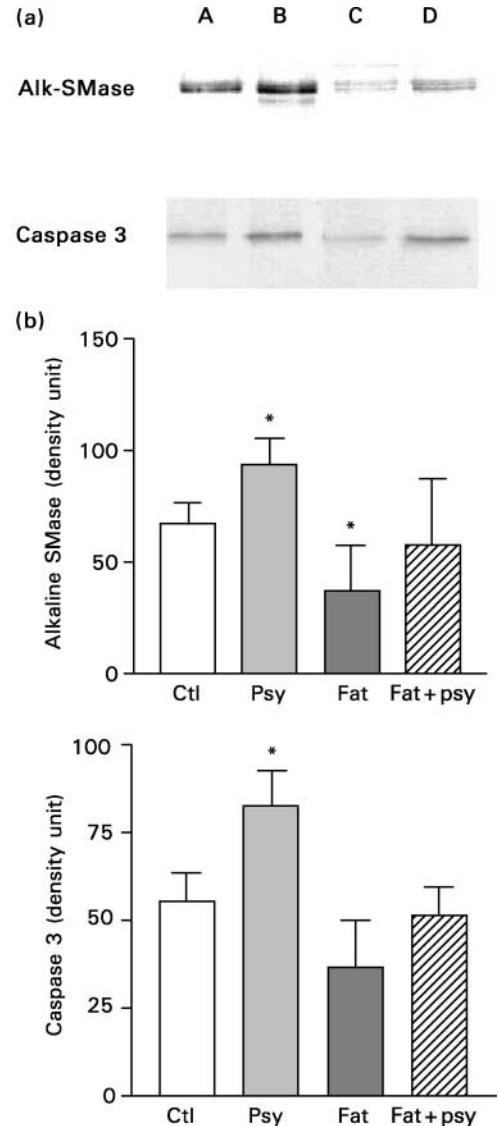 (a) A B C D
Alk-SMase
Caspase 3
(b)
Alkaline SMase (density unit)
150
100
50
0
*
*
Ctl Psy Fat Fat + psy
Caspase 3 (density unit)
100
75
50
25
0
*
Ctl Psy Fat Fat + psy